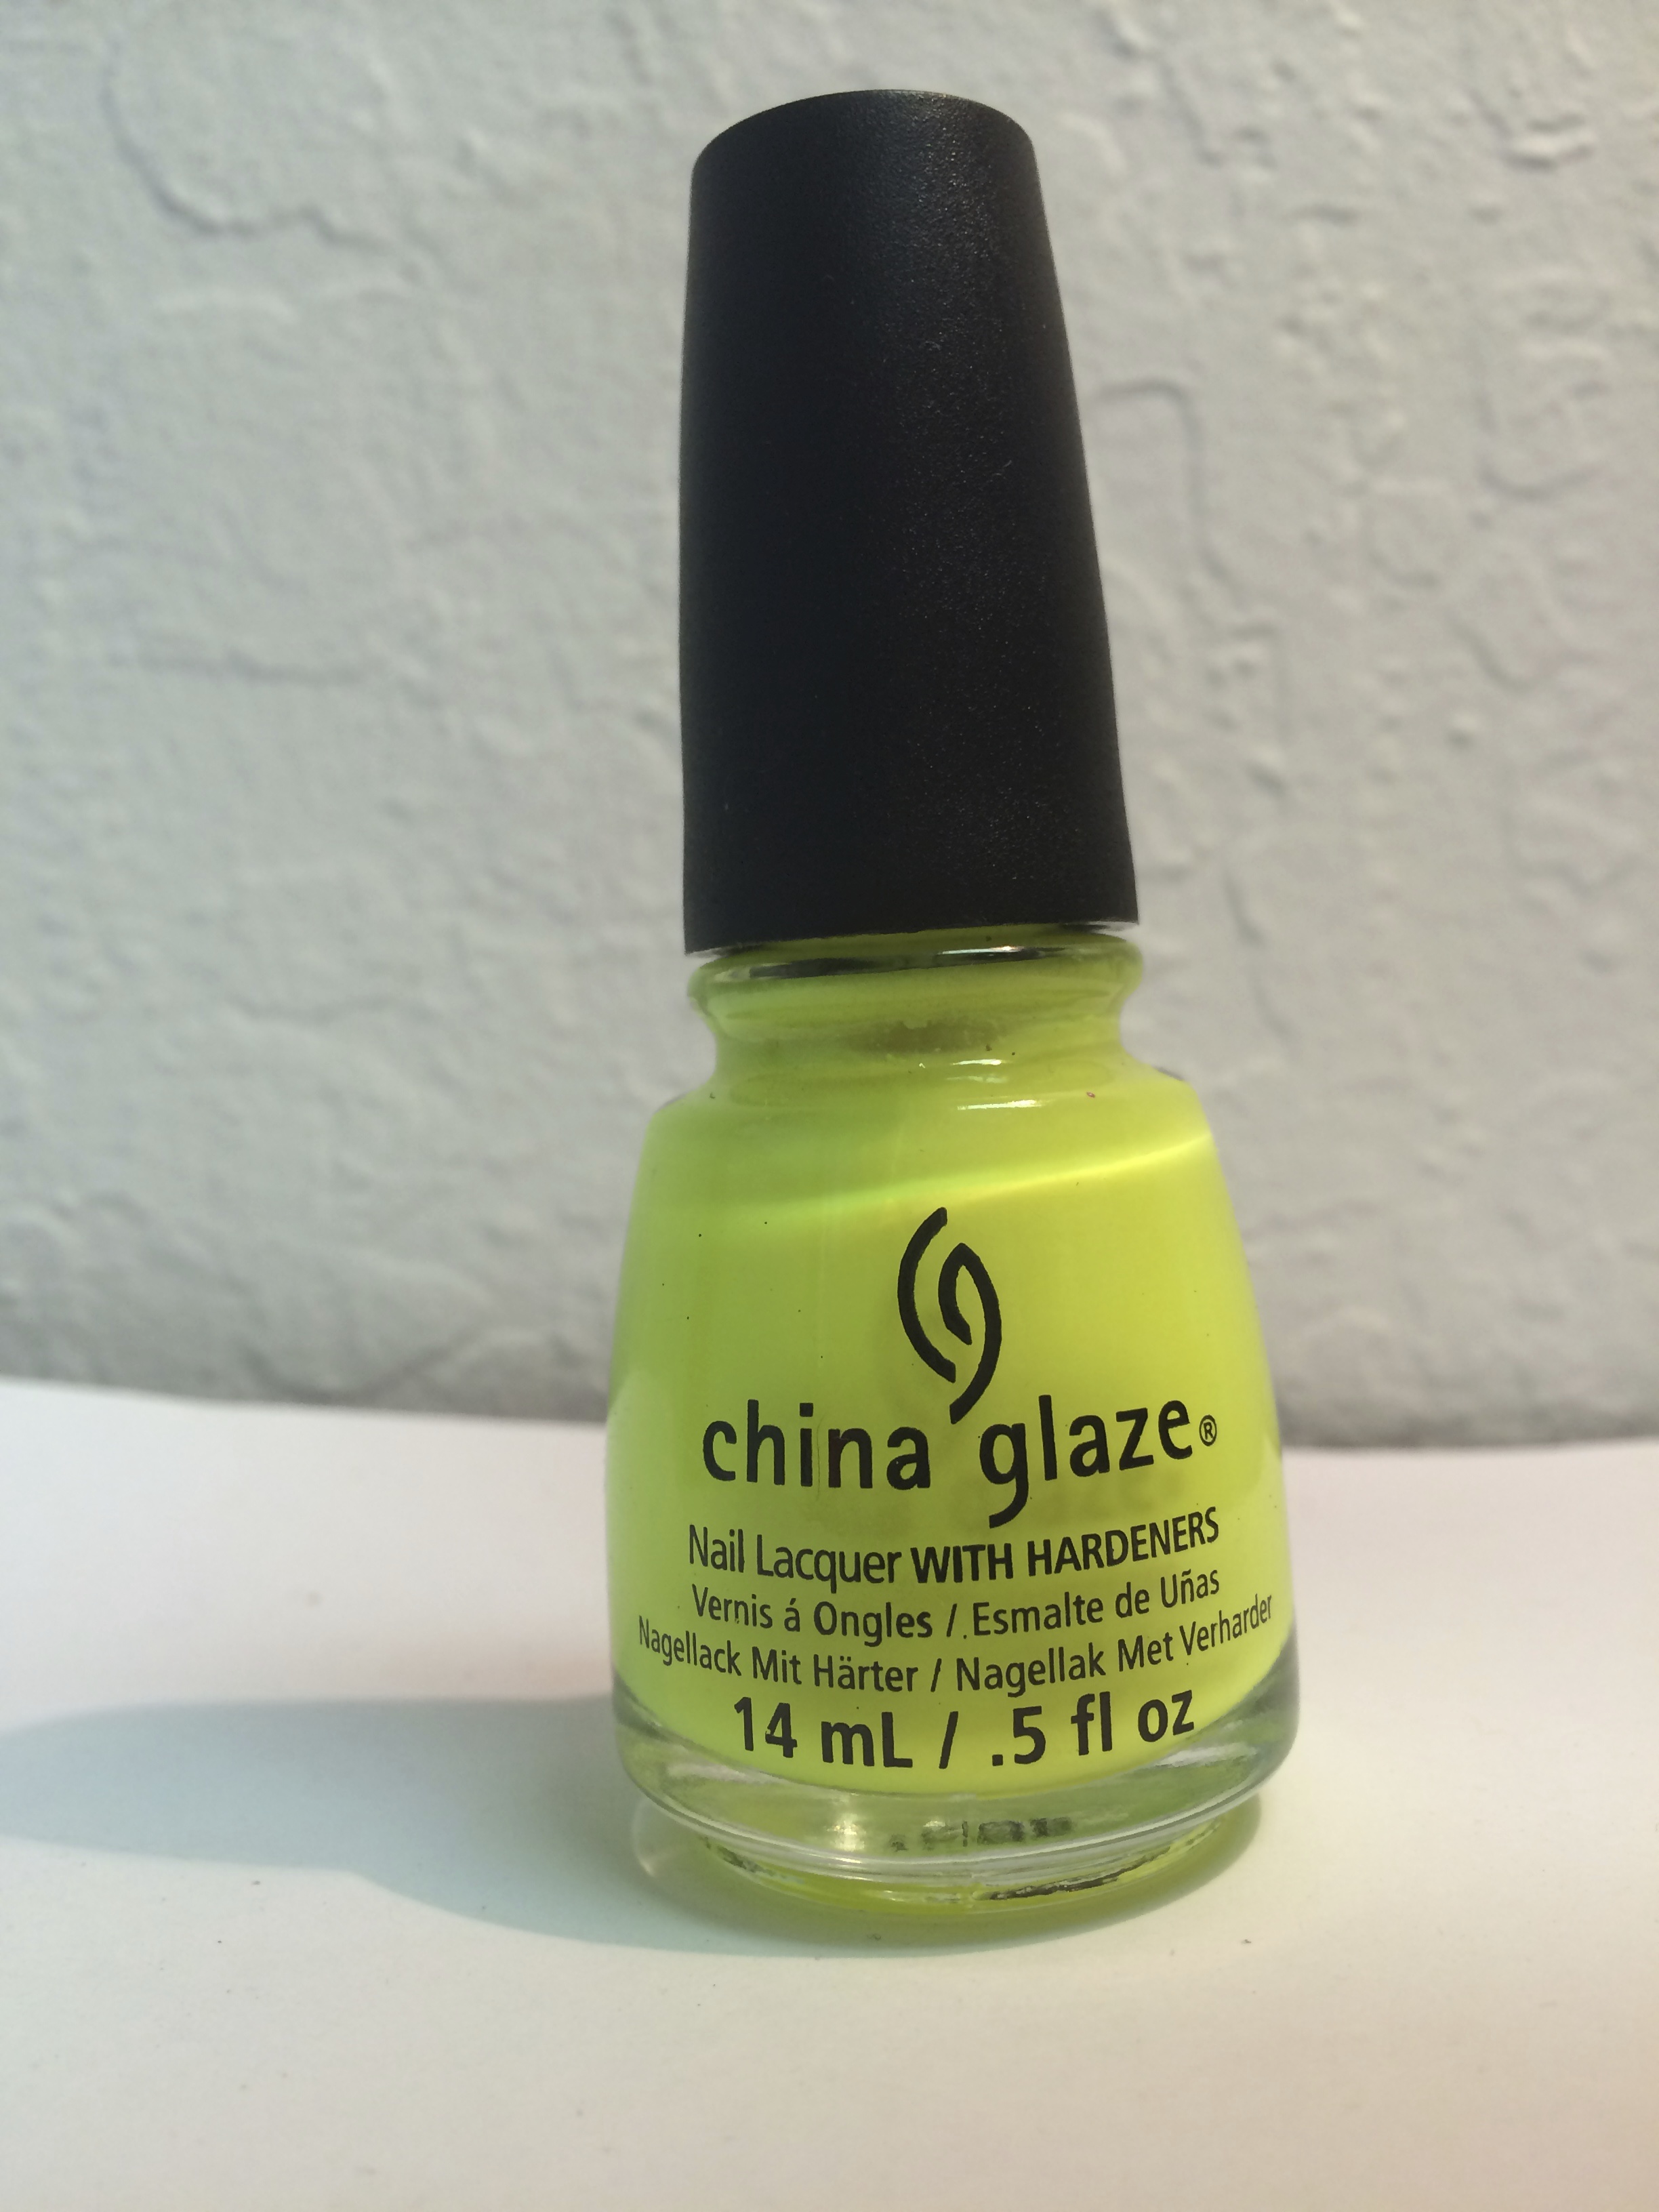 china glaze®
Nail Lacquer WITH HARDENERS
Vernis á Ongles / Esmalte de Uñas
Nagellack Mit Härter / Nagellak Met Verharder
14 mL / .5 fl oz